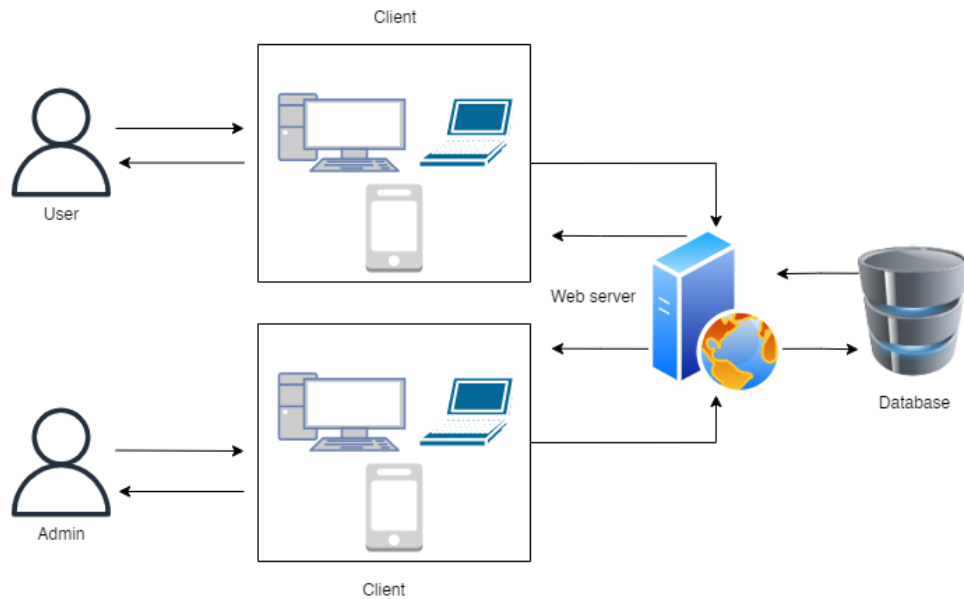 Client
User
Web server
Database
Admin
Client